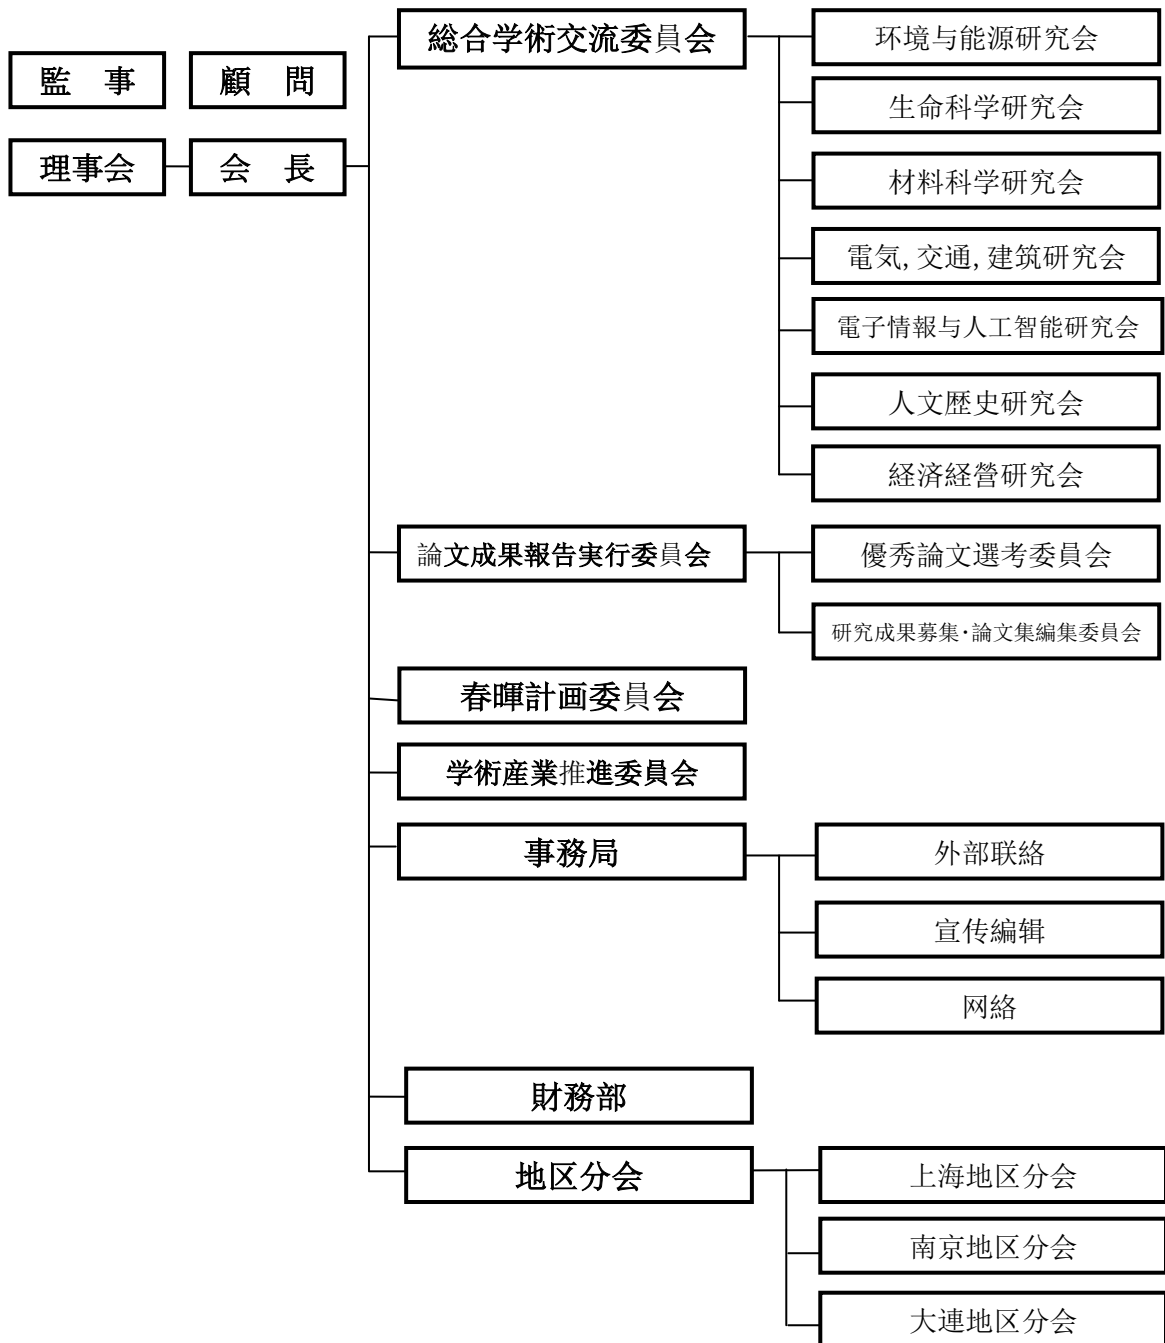 監 事
顧 問
理事会
会 長
総合学術交流委員会
环境与能源研究会
生命科学研究会
材料科学研究会
電気, 交通, 建筑研究会
電子情報与人工智能研究会
人文歴史研究会
経済経營研究会
論文成果報告実行委員会
優秀論文選考委員会
研究成果募集・論文集編集委員会
春暉計画委員会
学術産業推進委員会
事務局
外部联絡
宣传編辑
网絡
財務部
地区分会
上海地区分会
南京地区分会
大連地区分会